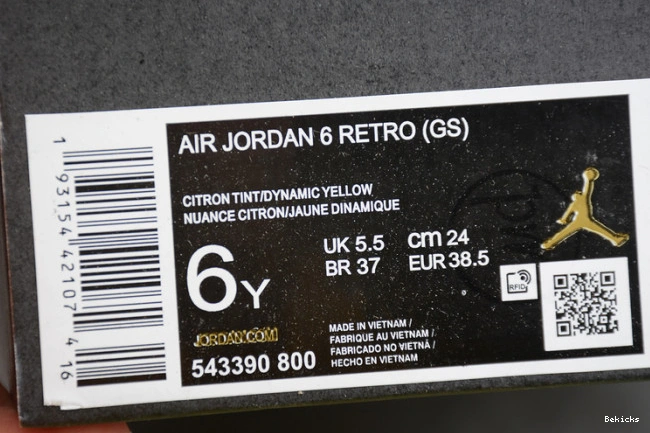 AIR JORDAN 6 RETRO (GS)
CITRON TINT/DYNAMIC YELLOW
NUANCE CITRON/JAUNE DINAMIQUE
6Y
UK 5.5 cm 24
BR 37 EUR 38.5
RFID
JORDAN.COM
543390 800
MADE IN VIETNAM /
FABRIQUE AU VIETNAM /
FABRICADO NO VIETNÃ /
HECHO EN VIETNAM
1 93154 42107 4 16
Bekicks